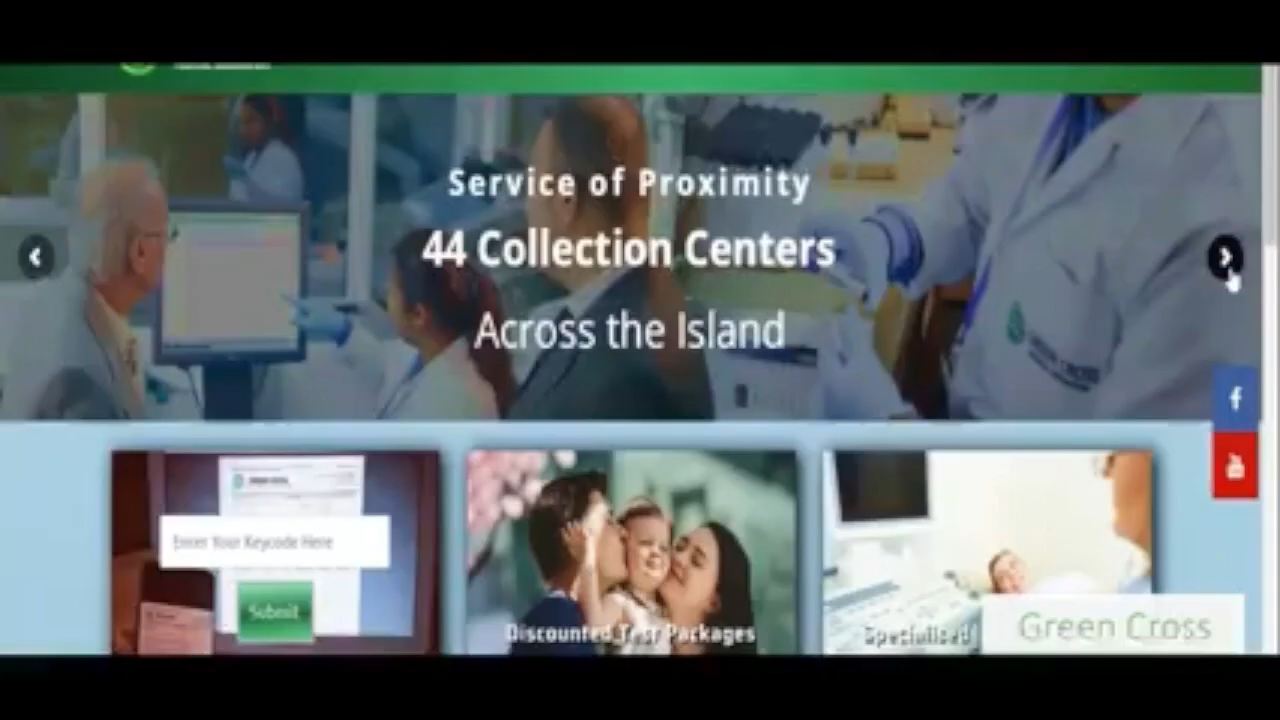 Service of Proximity
44 Collection Centers
Across the Island
Enter Your Keycode Here
Submit
Discounted Test Packages
Specialised
Green Cross